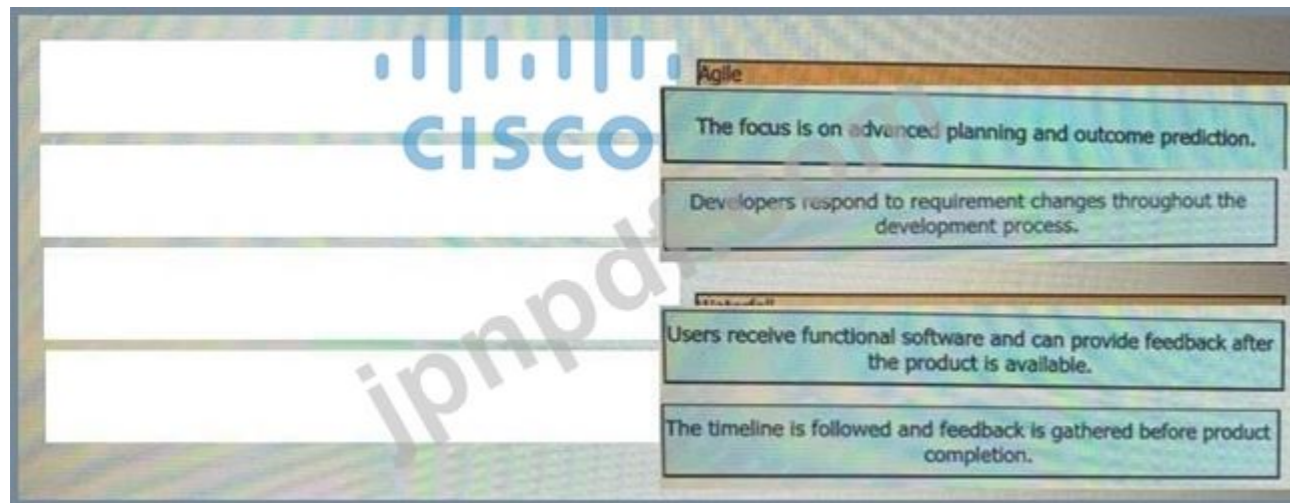 CISCO
Agile
The focus is on advanced planning and outcome prediction.
Developers respond to requirement changes throughout the
development process.
Waterfall
Users receive functional software and can provide feedback after
the product is available.
The timeline is followed and feedback is gathered before product
completion.